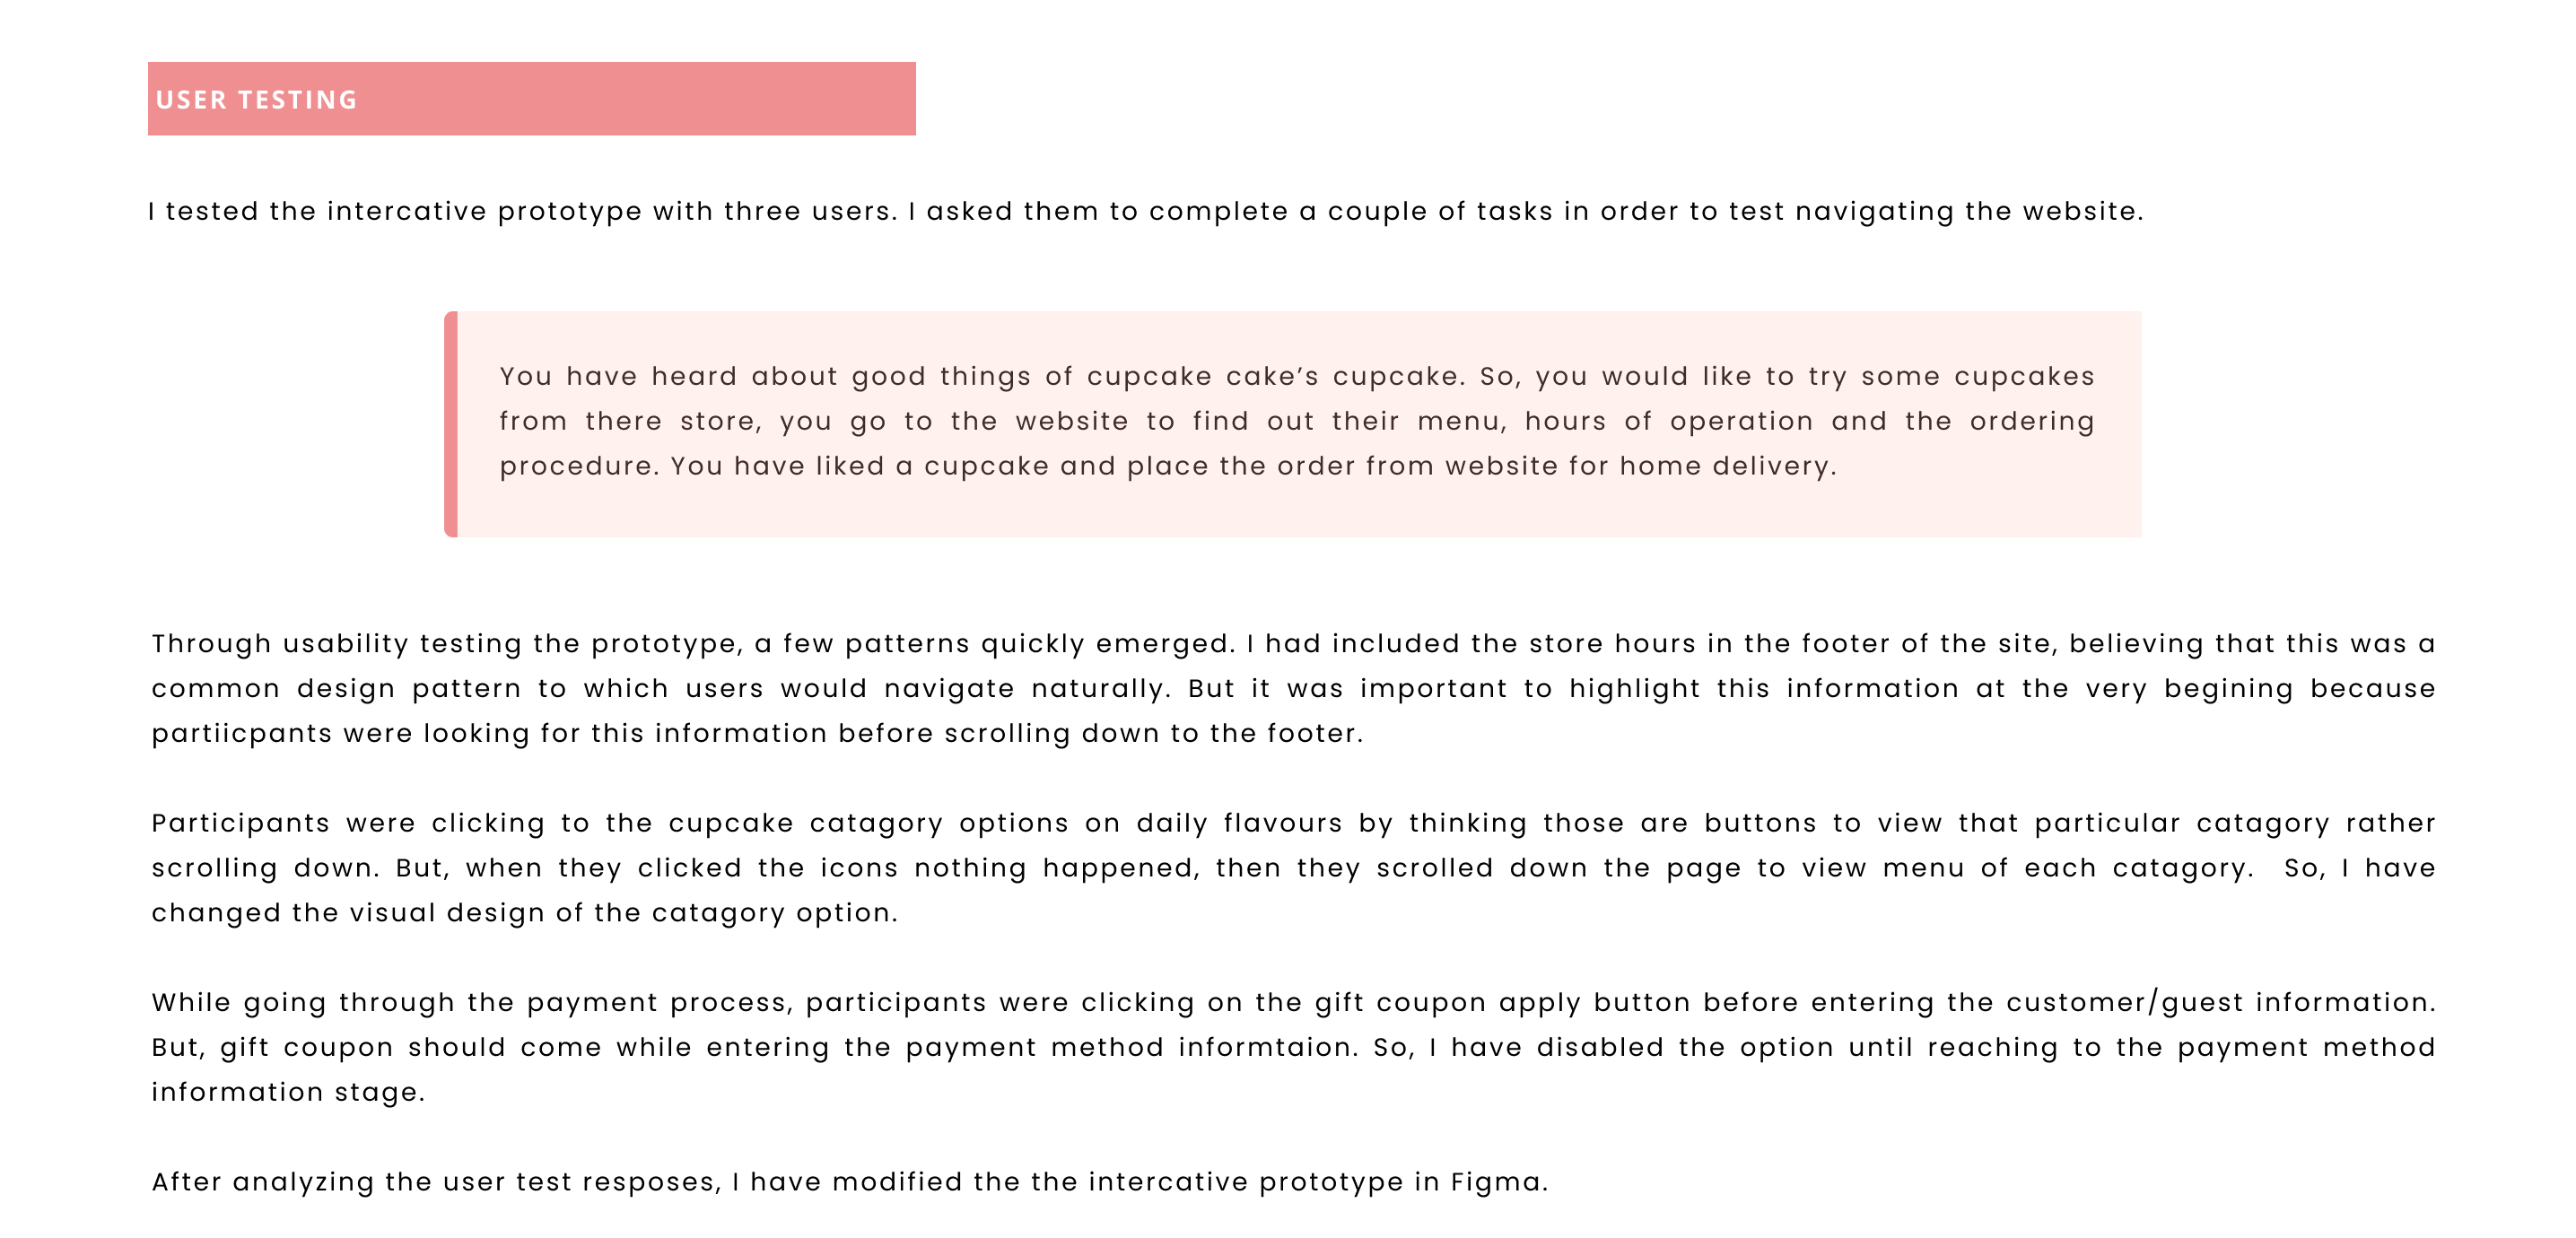 USER TESTING
I tested the intercative prototype with three users. I asked them to complete a couple of tasks in order to test navigating the website.
You have heard about good things of cupcake cake’s cupcake. So, you would like to try some cupcakes
from there store, you go to the website to find out their menu, hours of operation and the ordering
procedure. You have liked a cupcake and place the order from website for home delivery.
Through usability testing the prototype, a few patterns quickly emerged. I had included the store hours in the footer of the site, believing that this was a
common design pattern to which users would navigate naturally. But it was important to highlight this information at the very begining because
partiicpants were looking for this information before scrolling down to the footer.
Participants were clicking to the cupcake catagory options on daily flavours by thinking those are buttons to view that particular catagory rather
scrolling down. But, when they clicked the icons nothing happened, then they scrolled down the page to view menu of each catagory.  So, I have
changed the visual design of the catagory option.
While going through the payment process, participants were clicking on the gift coupon apply button before entering the customer/guest information.
But, gift coupon should come while entering the payment method informtaion. So, I have disabled the option until reaching to the payment method
information stage.
After analyzing the user test resposes, I have modified the the intercative prototype in Figma.